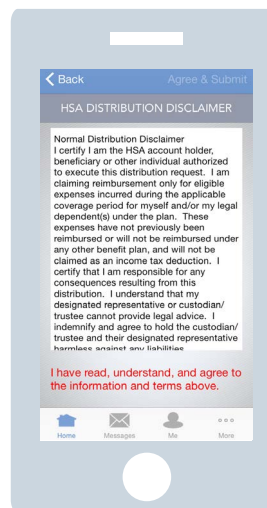 Back Agree & Submit
HSA DISTRIBUTION DISCLAIMER
Normal Distribution Disclaimer
I certify I am the HSA account holder,
beneficiary or other individual authorized
to execute this distribution request.  I am
claiming reimbursement only for eligible
expenses incurred during the applicable
coverage period for myself and/or my legal
dependent(s) under the plan.  These
expenses have not previously been
reimbursed or will not be reimbursed under
any other benefit plan, and will not be
claimed as an income tax deduction.  I
certify that I am responsible for any
consequences resulting from this
distribution.  I understand that my
designated representative or custodian/
trustee cannot provide legal advice.  I
indemnify and agree to hold the custodian/
trustee and their designated representative
harmless against any liabilities
I have read, understand, and agree to
the information and terms above.
Home Messages Me More